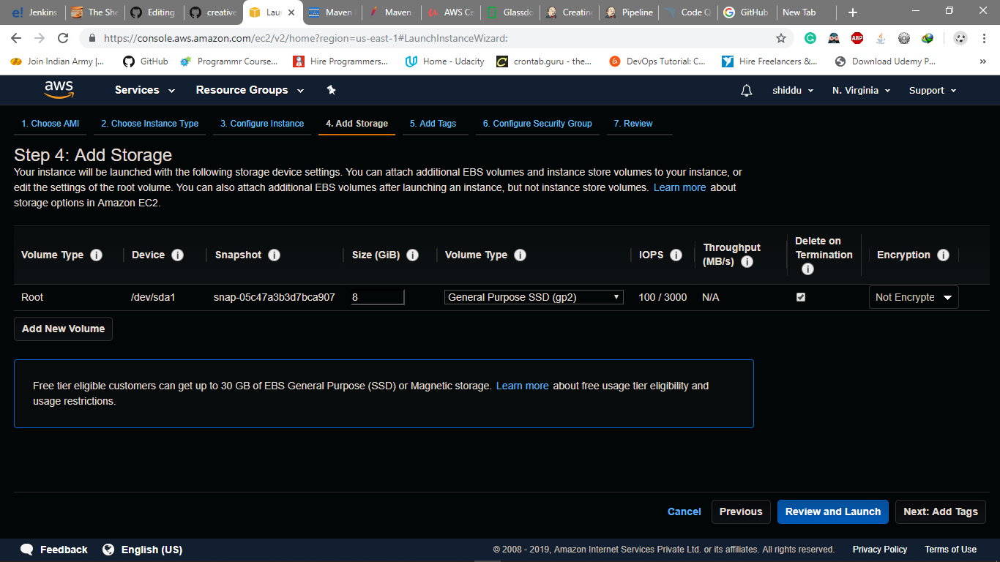 Jenkins
The She
Editing
creative
Lau
Maven
Maven
AWS Ce
Glassdo
Creatin
Pipeline
Code Q
GitHub
New Tab
https://console.aws.amazon.com/ec2/v2/home?region=us-east-1#LaunchInstanceWizard:
ABP
Join Indian Army |...
GitHub
Programmr Course...
Hire Programmers...
Home - Udacity
crontab.guru - the...
DevOps Tutorial: C...
Hire Freelancers &...
Download Udemy P...
aws
Services
Resource Groups
shiddu
N. Virginia
Support
1. Choose AMI
2. Choose Instance Type
3. Configure Instance
4. Add Storage
5. Add Tags
6. Configure Security Group
7. Review
Step 4: Add Storage
Your instance will be launched with the following storage device settings. You can attach additional EBS volumes and instance store volumes to your instance, or
edit the settings of the root volume. You can also attach additional EBS volumes after launching an instance, but not instance store volumes. Learn more about
storage options in Amazon EC2.
Volume Type
Device
Snapshot
Size (GiB)
Volume Type
IOPS
Throughput
(MB/s)
Delete on
Termination
Encryption
Root
/dev/sda1
snap-05c47a3b3d7bca907
8
General Purpose SSD (gp2)
100 / 3000
N/A
Not Encrypte
Add New Volume
Free tier eligible customers can get up to 30 GB of EBS General Purpose (SSD) or Magnetic storage. Learn more about free usage tier eligibility and
usage restrictions.
Cancel
Previous
Review and Launch
Next: Add Tags
Feedback
English (US)
© 2008 - 2019, Amazon Internet Services Private Ltd. or its affiliates. All rights reserved.
Privacy Policy
Terms of Use